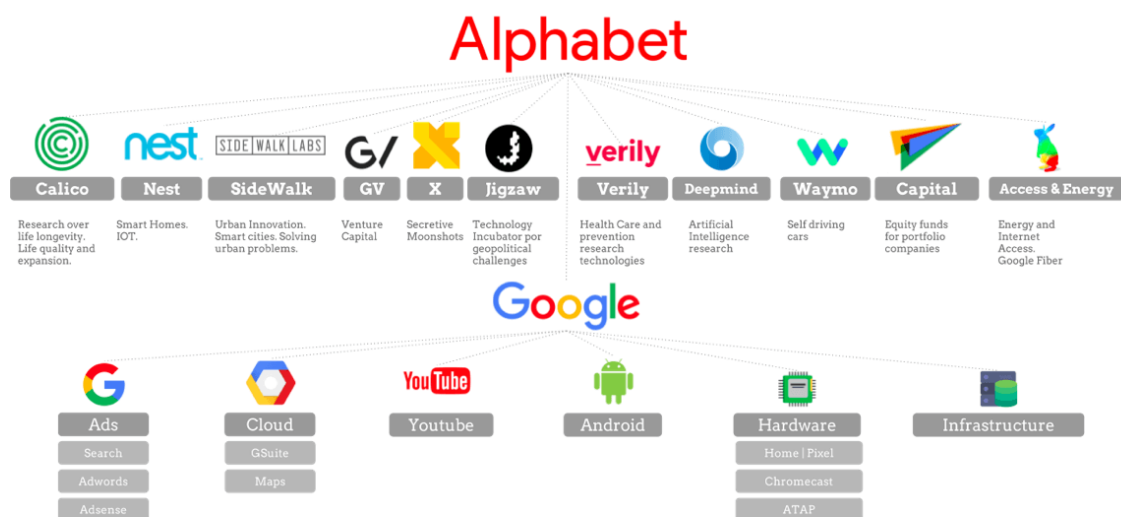 Alphabet
nest
SIDE WALK LABS
G/
X
verily
Calico
Nest
SideWalk
GV
X
Jigzaw
Verily
Deepmind
Waymo
Capital
Access & Energy
Research over
life longevity.
Life quality and
expansion.
Smart Homes.
IOT.
Urban Innovation.
Smart cities. Solving
urban problems.
Venture
Capital
Secretive
Moonshots
Technology
Incubator por
geopolitical
challenges
Health Care and
prevention
research
technologies
Artificial
Intelligence
research
Self driving
cars
Equity funds
for portfolio
companies
Energy and
Internet
Access.
Google Fiber
Google
G
YouTube
Ads
Cloud
Youtube
Android
Hardware
Infrastructure
Search
Adwords
Adsense
GSuite
Maps
Home | Pixel
Chromecast
ATAP